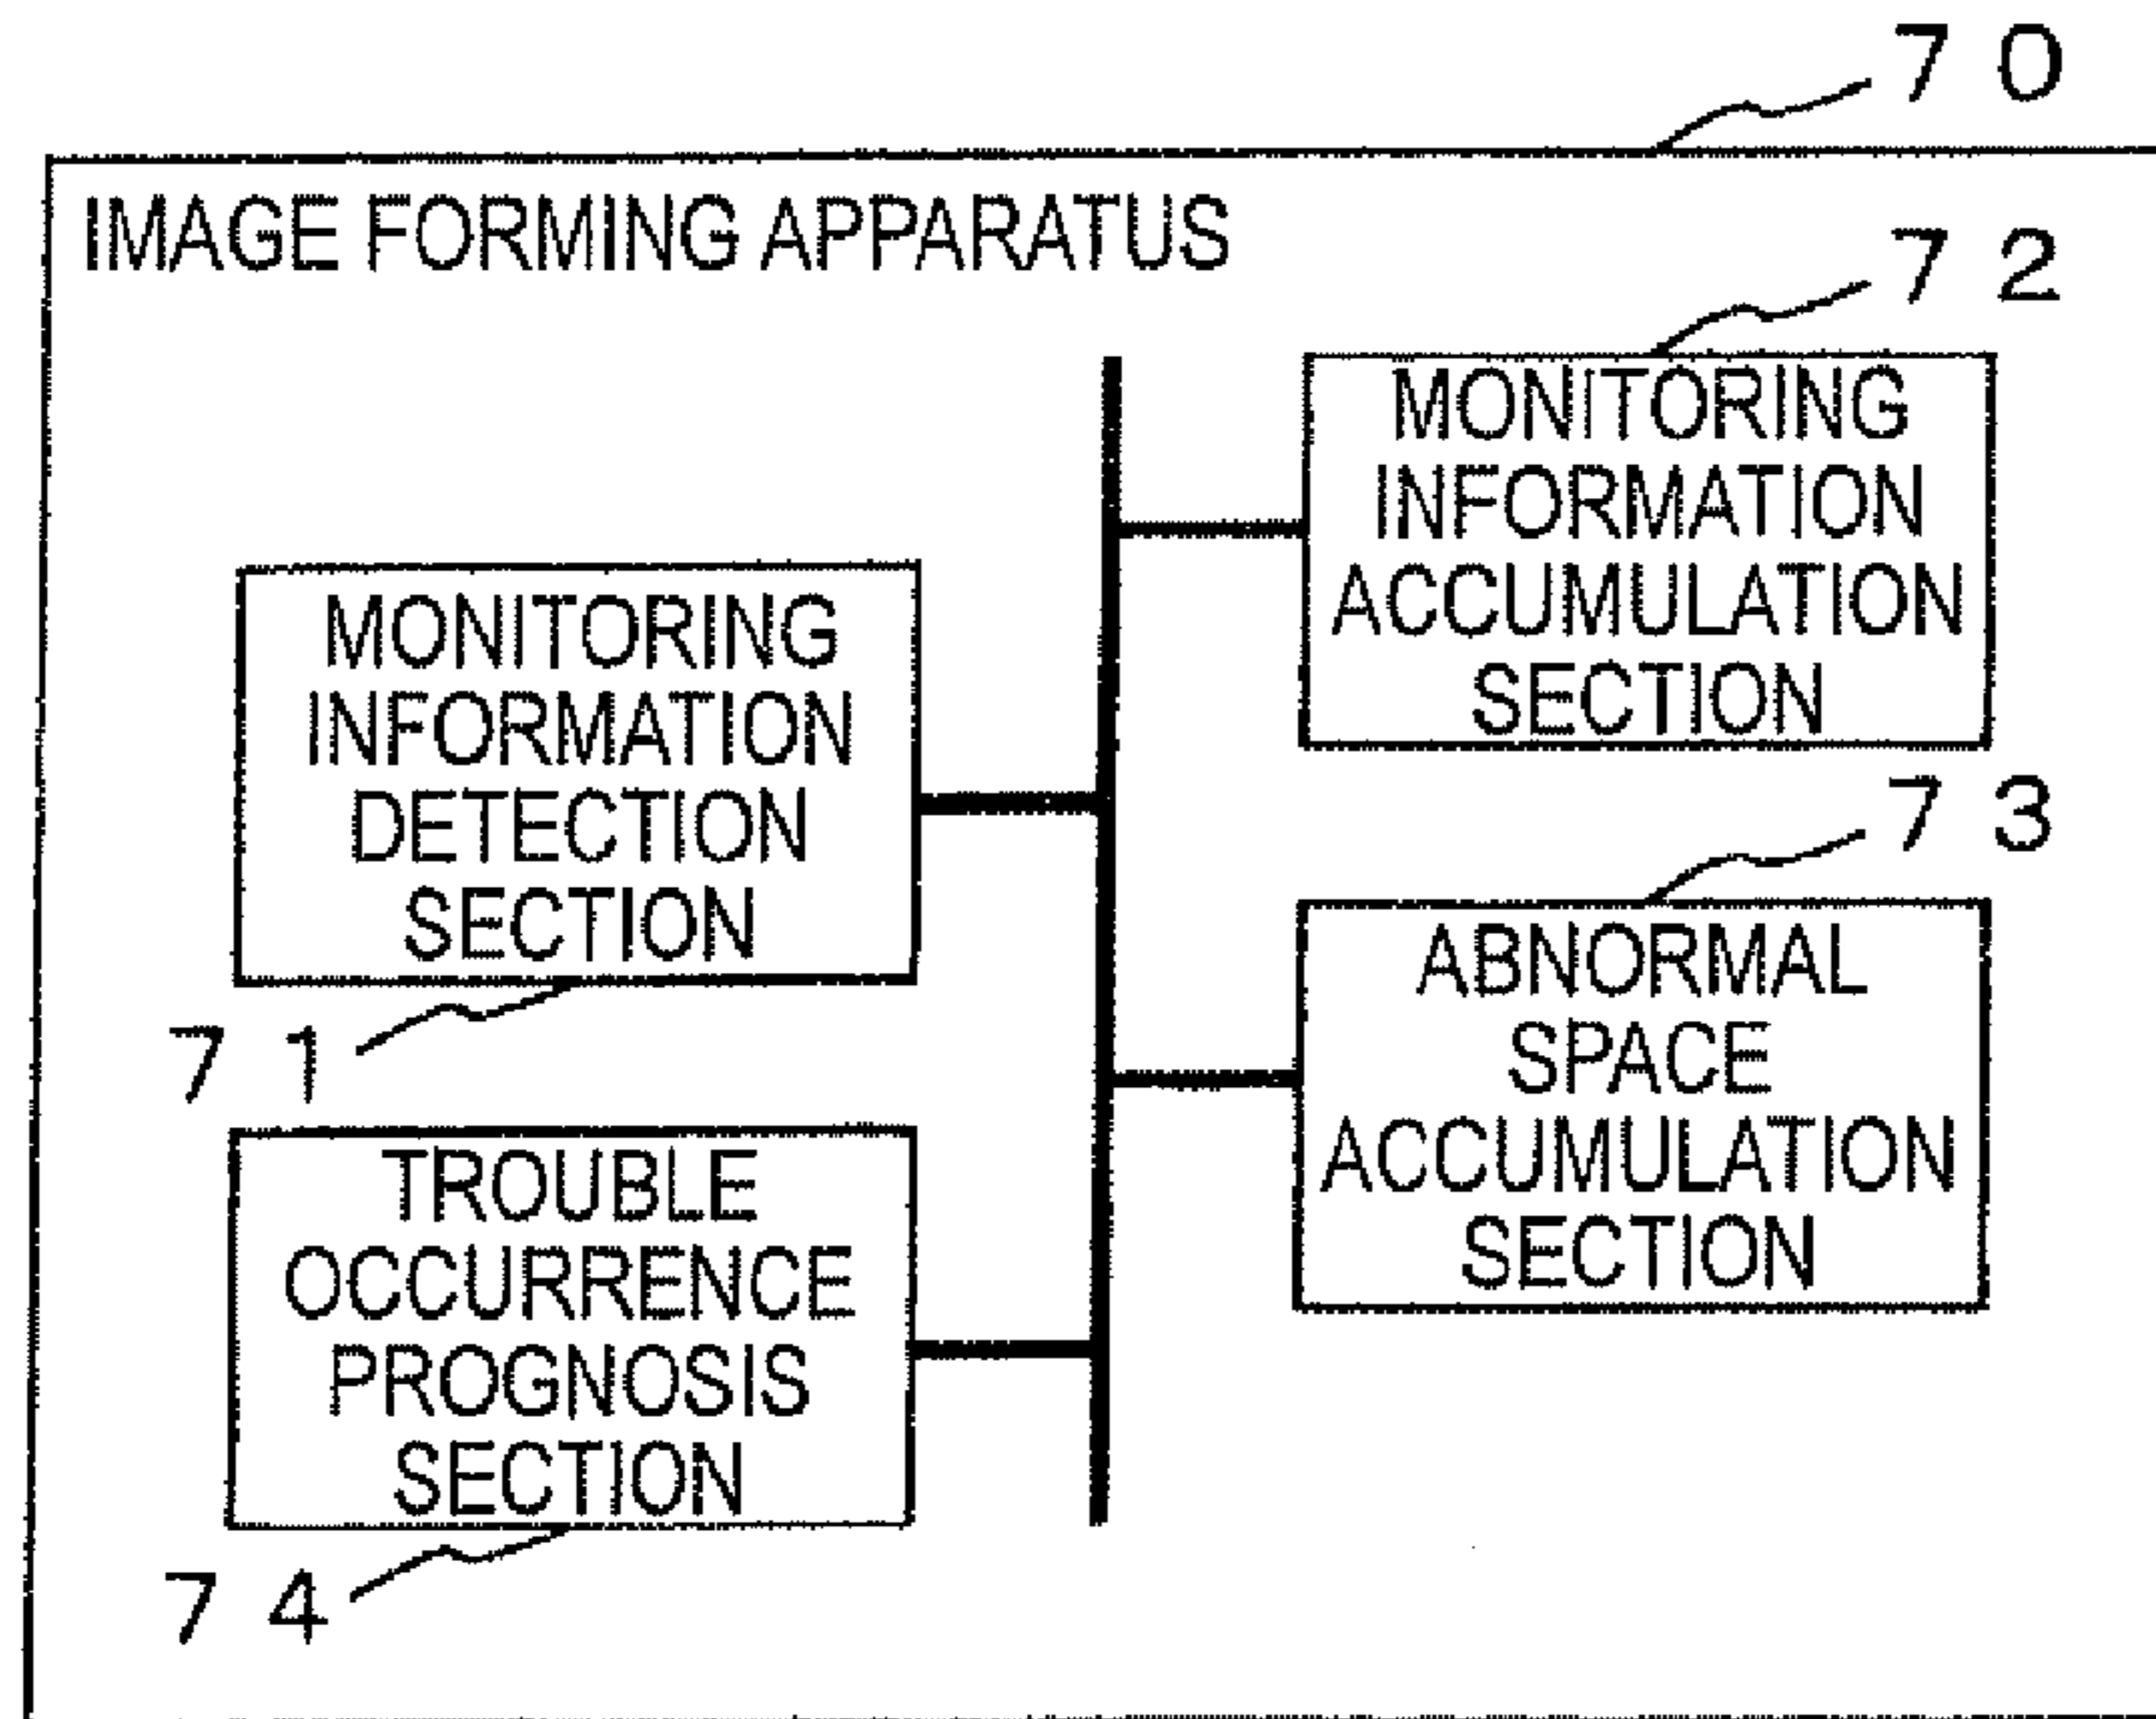 70
IMAGE FORMING APPARATUS
72
MONITORING
INFORMATION
ACCUMULATION
SECTION
MONITORING
INFORMATION
DETECTION
SECTION
71
73
ABNORMAL
SPACE
ACCUMULATION
SECTION
TROUBLE
OCCURRENCE
PROGNOSIS
SECTION
74